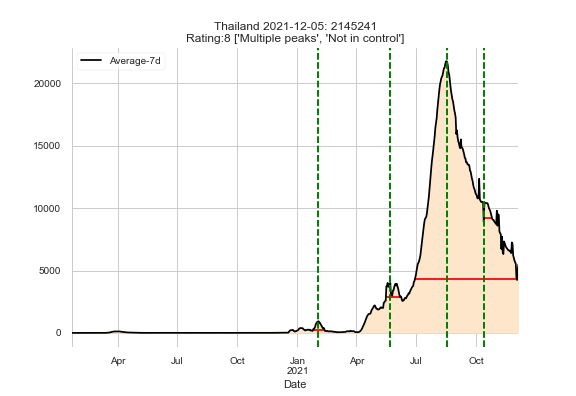 Thailand 2021-12-05: 2145241
Rating:8 ['Multiple peaks', 'Not in control']
Average-7d
20000
15000
10000
5000
0
Apr Jul Oct Jan Apr Jul Oct
2021
Date